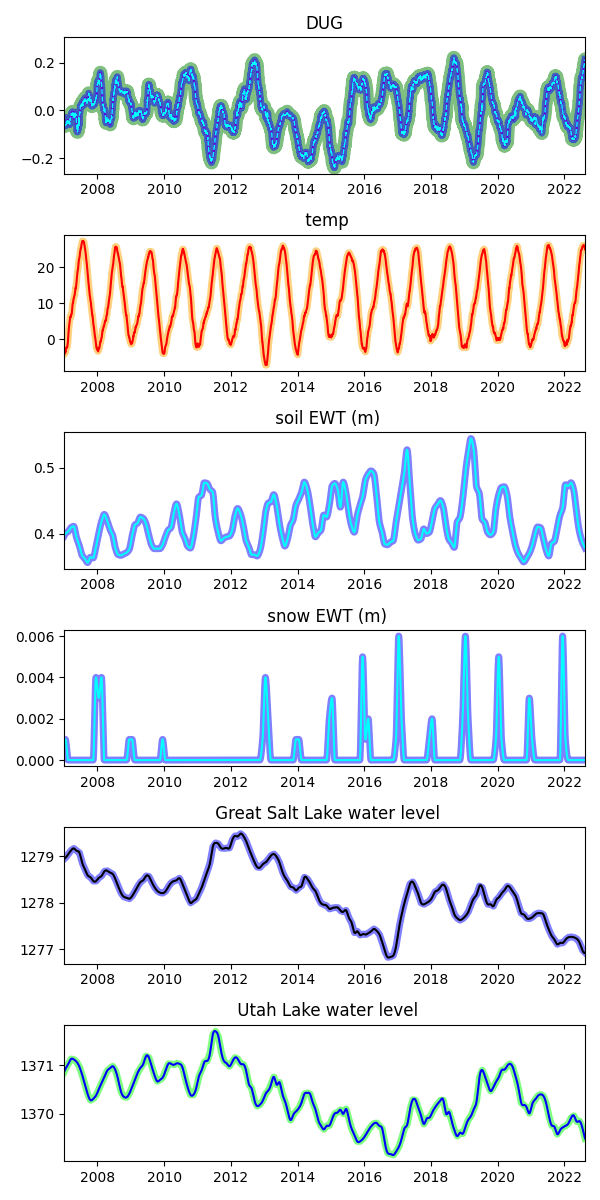 DUG
0.2
0.0
−0.2
2008 2010 2012 2014 2016 2018 2020 2022
temp
20
10
0
2008 2010 2012 2014 2016 2018 2020 2022
soil EWT (m)
0.5
0.4
2008 2010 2012 2014 2016 2018 2020 2022
snow EWT (m)
0.006
0.004
0.002
0.000
2008 2010 2012 2014 2016 2018 2020 2022
Great Salt Lake water level
1279
1278
1277
2008 2010 2012 2014 2016 2018 2020 2022
Utah Lake water level
1371
1370
2008 2010 2012 2014 2016 2018 2020 2022